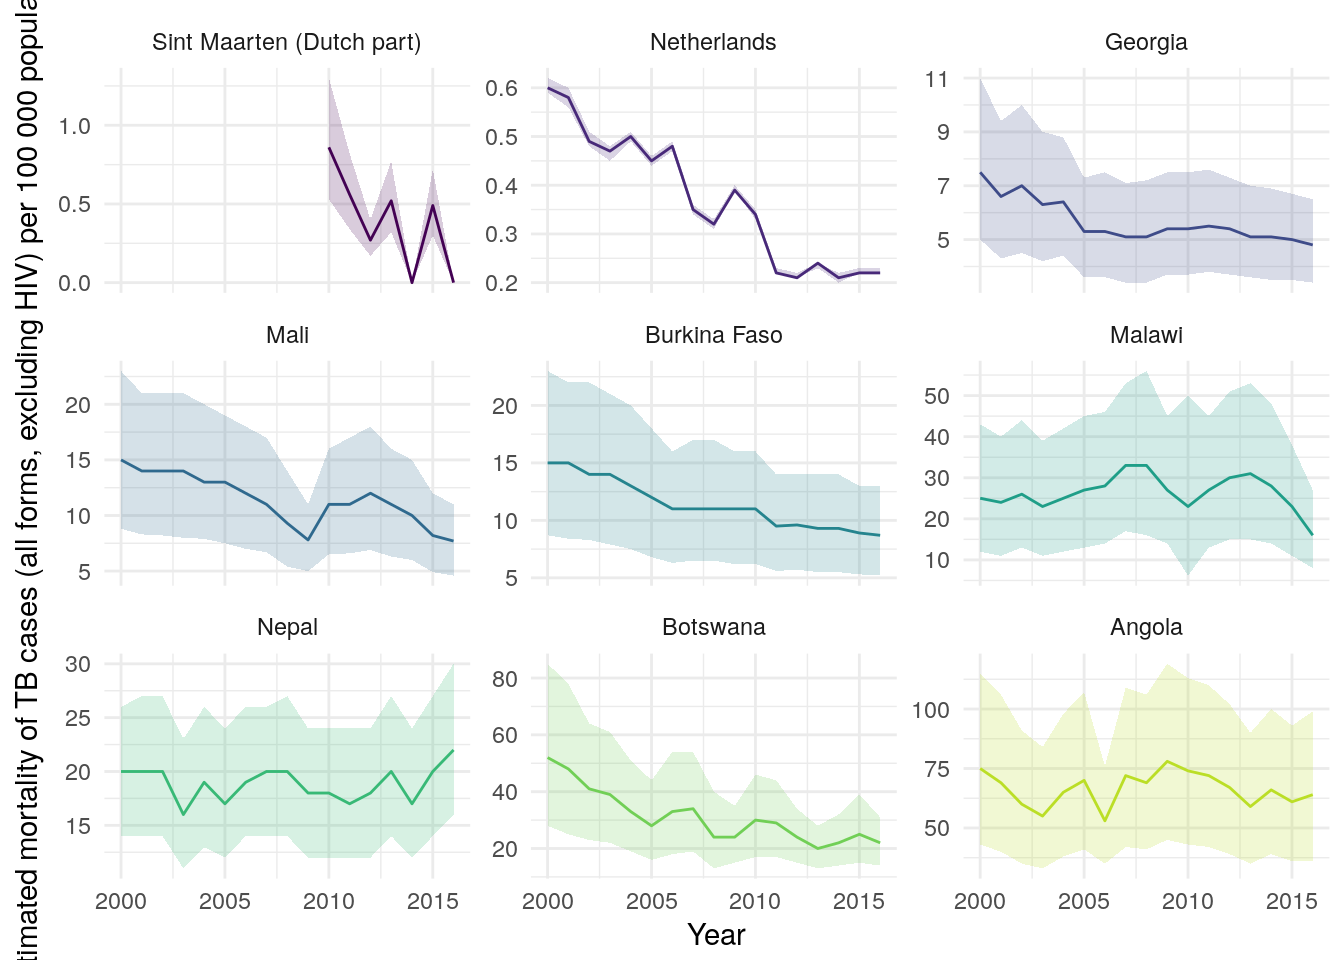 timated mortality of TB cases (all forms, excluding HIV) per 100 000 popula
Sint Maarten (Dutch part)
1.0
0.5
0.0
Netherlands
0.6
0.5
0.4
0.3
0.2
Georgia
11
9
7
5
Mali
20
15
10
5
Burkina Faso
20
15
10
5
Malawi
50
40
30
20
10
Nepal
30
25
20
15
2000 2005 2010 2015
Botswana
80
60
40
20
2000 2005 2010 2015
Angola
100
75
50
2000 2005 2010 2015
Year